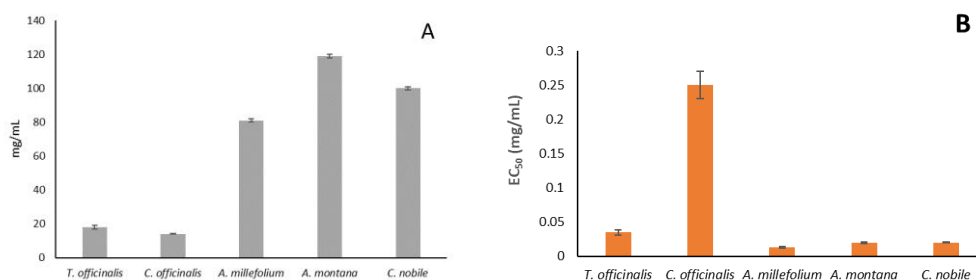 A
140
120
100
80
60
40
20
0
mg/mL
T. officinalis C. officinalis A. millefolium A. montana C. nobile
B
0.3
0.25
0.2
0.15
0.1
0.05
0
EC50 (mg/mL)
T. officinalis C. officinalis A. millefolium A. montana C. nobile